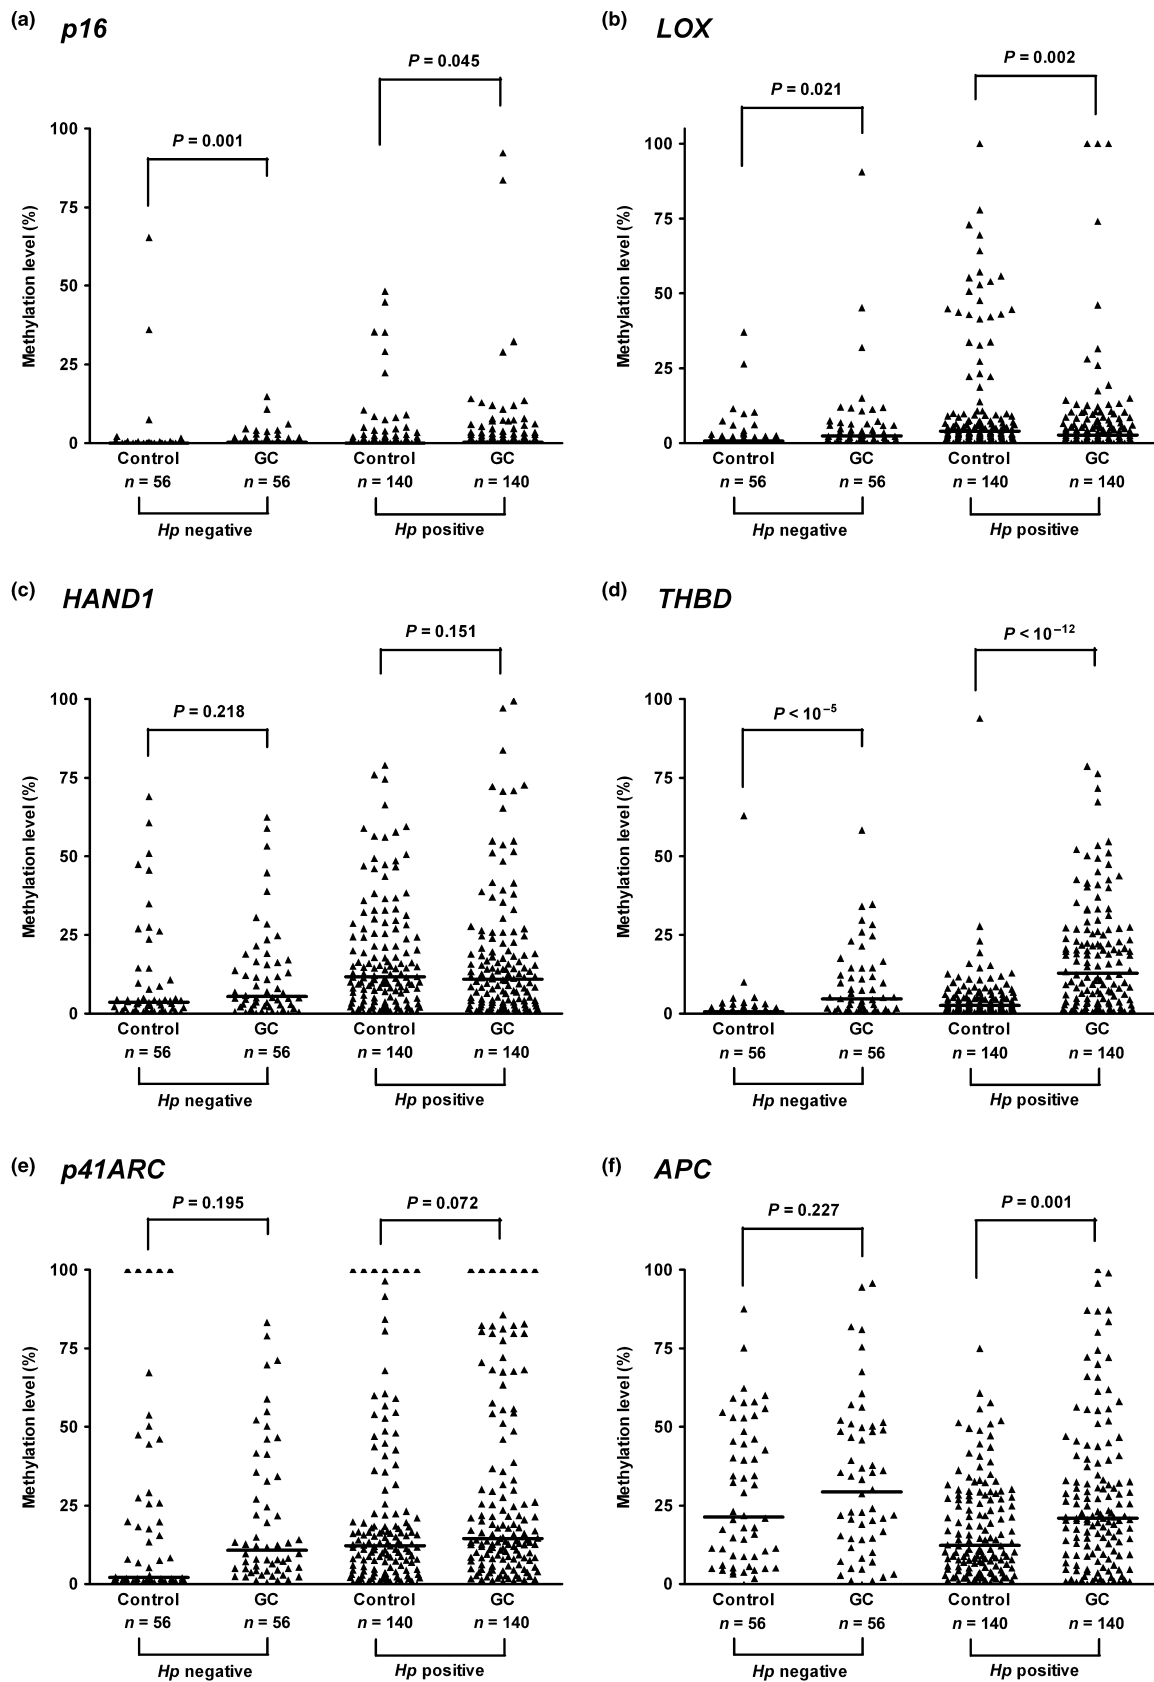 (a) p16
P = 0.045
P = 0.001
100
75
50
25
0
Methylation level (%)
Control GC Control GC
n = 56 n = 56 n = 140 n = 140
Hp negative Hp positive
(b) LOX
P = 0.002
P = 0.021
100
75
50
25
0
Methylation level (%)
Control GC Control GC
n = 56 n = 56 n = 140 n = 140
Hp negative Hp positive
(c) HAND1
P = 0.151
P = 0.218
100
75
50
25
0
Methylation level (%)
Control GC Control GC
n = 56 n = 56 n = 140 n = 140
Hp negative Hp positive
(d) THBD
P < 10⁻¹²
P < 10⁻⁵
100
75
50
25
0
Methylation level (%)
Control GC Control GC
n = 56 n = 56 n = 140 n = 140
Hp negative Hp positive
(e) p41ARC
P = 0.195 P = 0.072
100
75
50
25
0
Methylation level (%)
Control GC Control GC
n = 56 n = 56 n = 140 n = 140
Hp negative Hp positive
(f) APC
P = 0.001
P = 0.227
100
75
50
25
0
Methylation level (%)
Control GC Control GC
n = 56 n = 56 n = 140 n = 140
Hp negative Hp positive